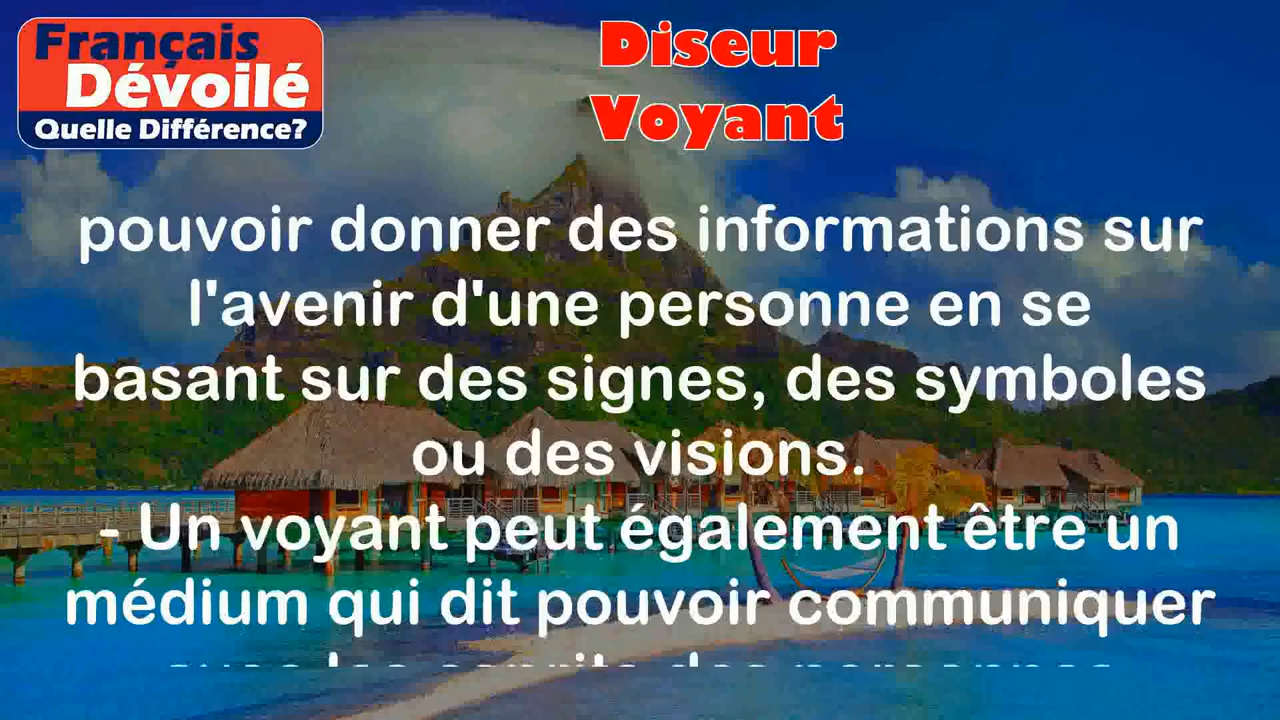 Français
Dévoilé
Quelle Différence?
Diseur
Voyant
pouvoir donner des informations sur
l'avenir d'une personne en se
basant sur des signes, des symboles
ou des visions.
- Un voyant peut également être un
médium qui dit pouvoir communiquer